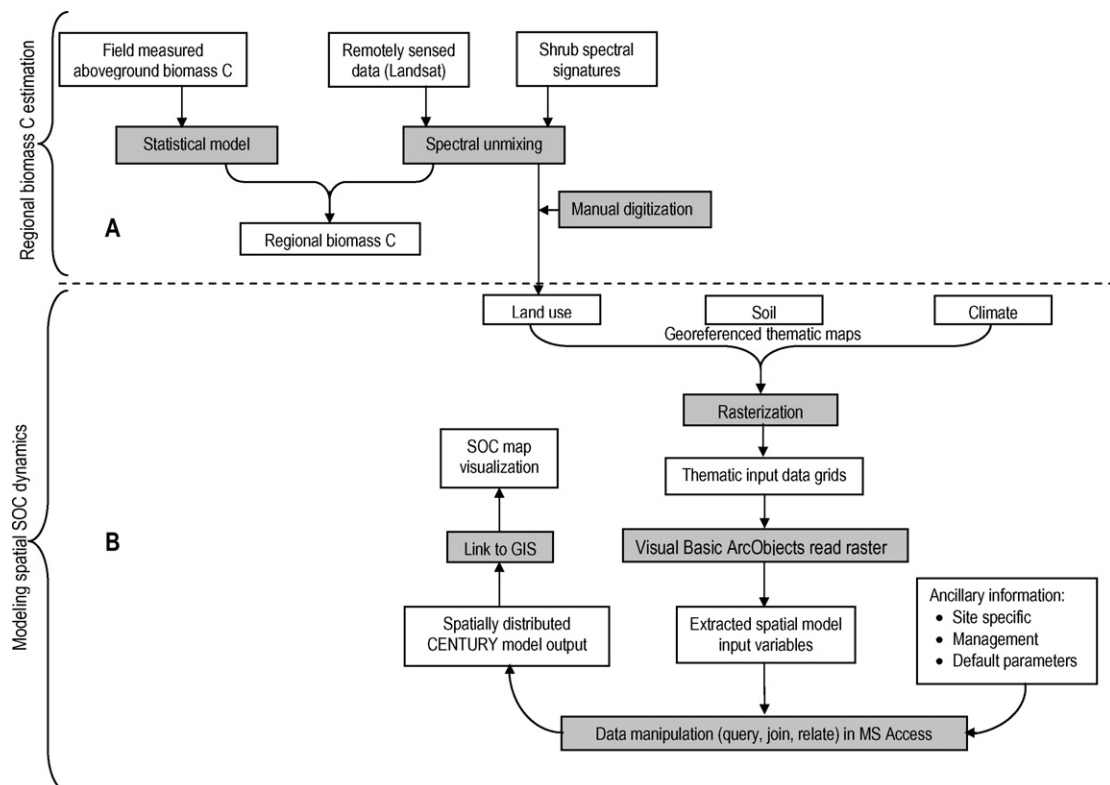 Regional biomass C estimation
Field measured
aboveground biomass C
Remotely sensed
data (Landsat)
Shrub spectral
signatures
Statistical model
Spectral unmixing
Manual digitization
A
Regional biomass C
Modeling spatial SOC dynamics
Land use
Soil
Climate
Georeferenced thematic maps
Rasterization
SOC map
visualization
Thematic input data grids
B
Link to GIS
Visual Basic ArcObjects read raster
Spatially distributed
CENTURY model output
Extracted spatial model
input variables
Ancillary information:
• Site specific
• Management
• Default parameters
Data manipulation (query, join, relate) in MS Access